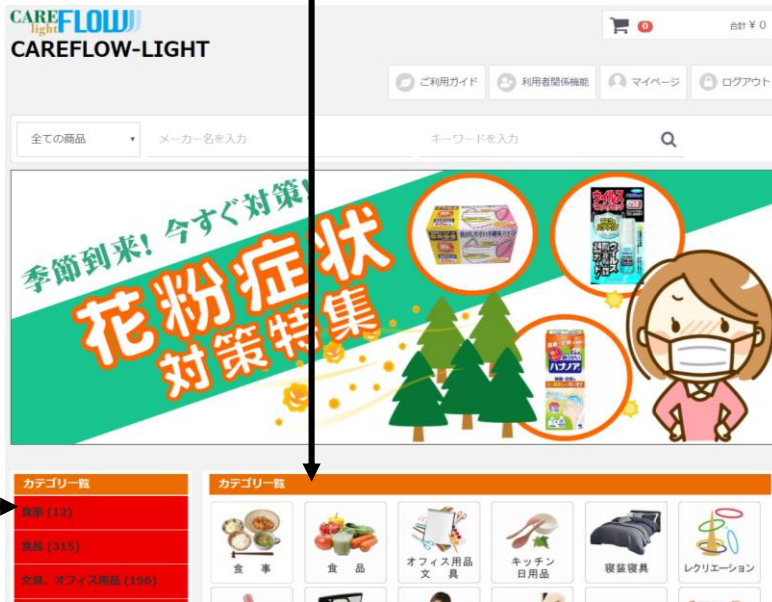 CARE FLOW
light
CAREFLOW-LIGHT
0
合計 ¥ 0
ご利用ガイド
利用者関係機能
マイページ
ログアウト
全ての商品
メーカー名を入力
キーワードを入力
季節到来! 今すぐ対策!
花粉症状
対策特集
ハナノア
カテゴリ一覧
食事 (12)
食品 (315)
文具、オフィス用品 (196)
カテゴリ一覧
食 事
食 品
オフィス用品
文 具
キッチン
日用品
寝装寝具
レクリエーション